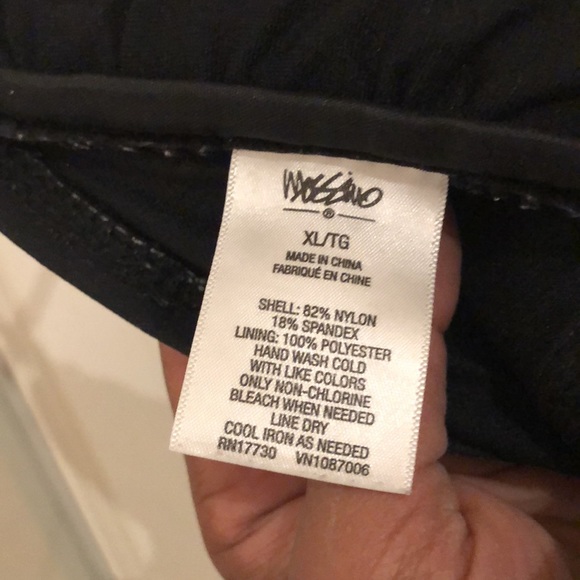 Mossimo
®
XL/TG
MADE IN CHINA
FABRIQUÉ EN CHINE
SHELL: 82% NYLON
18% SPANDEX
LINING: 100% POLYESTER
HAND WASH COLD
WITH LIKE COLORS
ONLY NON-CHLORINE
BLEACH WHEN NEEDED
LINE DRY
COOL IRON AS NEEDED
RN17730 VN1087006